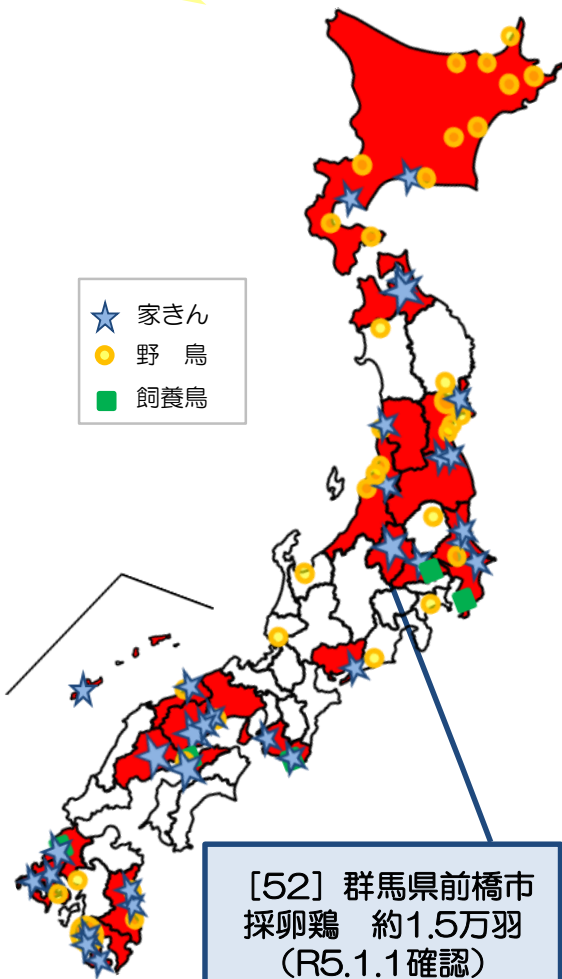 家きん
野　鳥
飼養鳥
[52] 群馬県前橋市
採卵鶏　約1.5万羽
（R5.1.1確認）